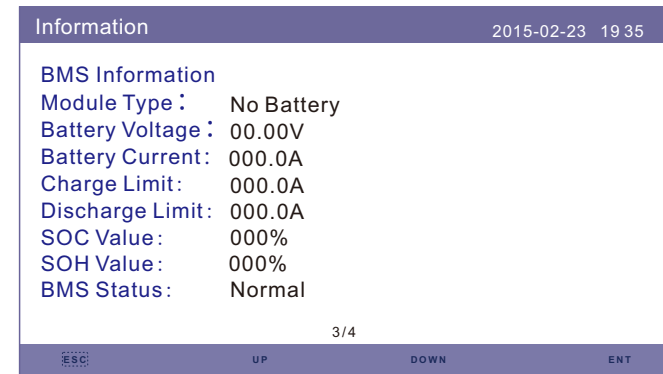 Information 2015-02-23 19 35
BMS Information
Module Type: No Battery
Battery Voltage: 00.00V
Battery Current: 000.0A
Charge Limit: 000.0A
Discharge Limit: 000.0A
SOC Value: 000%
SOH Value: 000%
BMS Status: Normal
3/4
ESC UP DOWN ENT